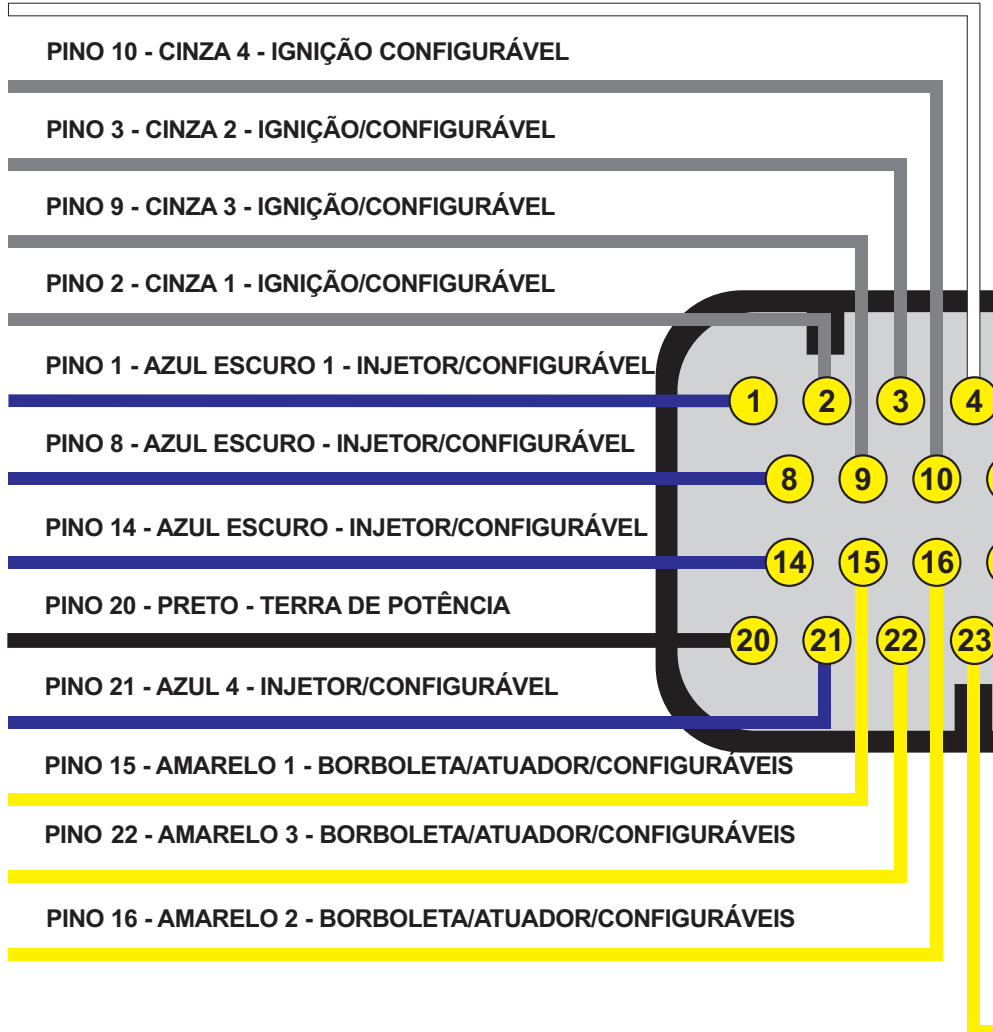 PINO 10 - CINZA 4 - IGNIÇÃO CONFIGURÁVEL
PINO 3 - CINZA 2 - IGNIÇÃO/CONFIGURÁVEL
PINO 9 - CINZA 3 - IGNIÇÃO/CONFIGURÁVEL
PINO 2 - CINZA 1 - IGNIÇÃO/CONFIGURÁVEL
PINO 1 - AZUL ESCURO 1 - INJETOR/CONFIGURÁVEL
1 2 3 4
PINO 8 - AZUL ESCURO - INJETOR/CONFIGURÁVEL
8 9 10
PINO 14 - AZUL ESCURO - INJETOR/CONFIGURÁVEL
14 15 16
PINO 20 - PRETO - TERRA DE POTÊNCIA
20 21 22 23
PINO 21 - AZUL 4 - INJETOR/CONFIGURÁVEL
PINO 15 - AMARELO 1 - BORBOLETA/ATUADOR/CONFIGURÁVEIS
PINO 22 - AMARELO 3 - BORBOLETA/ATUADOR/CONFIGURÁVEIS
PINO 16 - AMARELO 2 - BORBOLETA/ATUADOR/CONFIGURÁVEIS